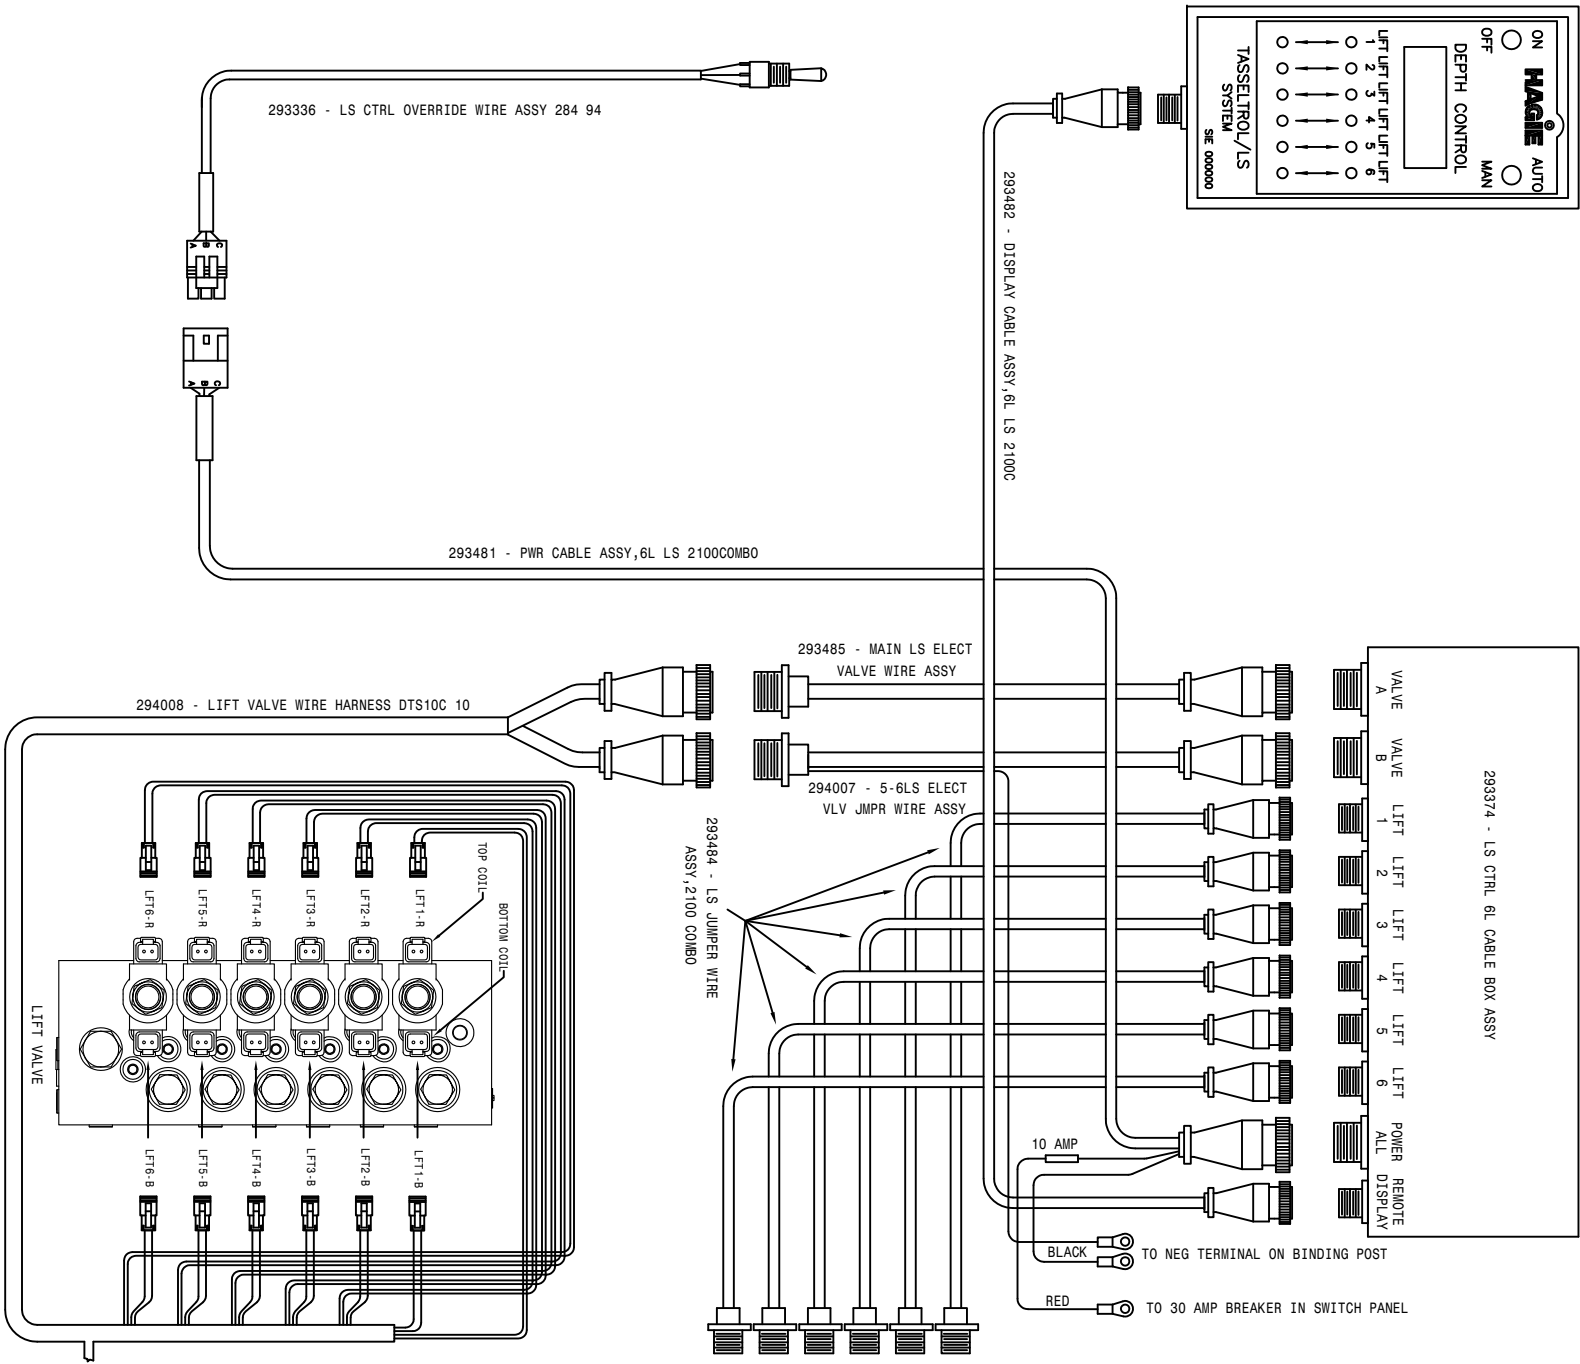 293336 - LS CTRL OVERRIDE WIRE ASSY 284 94
A
B
C
A
B
C
HAGIE
ON
OFF
AUTO
MAN
DEPTH CONTROL
LIFT LIFT LIFT LIFT LIFT LIFT
1 2 3 4 5 6
TASSELTROL/LS
SYSTEM
SIE 000000
293482 - DISPLAY CABLE ASSY,6L LS 2100C
293481 - PWR CABLE ASSY,6L LS 2100COMBO
293485 - MAIN LS ELECT
VALVE WIRE ASSY
294008 - LIFT VALVE WIRE HARNESS DTS10C 10
294007 - 5-6LS ELECT
VLV JMPR WIRE ASSY
293484 - LS JUMPER WIRE
ASSY,2100 COMBO
293374 - LS CTRL 6L CABLE BOX ASSY
VALVE
A
VALVE
B
LIFT
1
LIFT
2
LIFT
3
LIFT
4
LIFT
5
LIFT
6
POWER
ALL
REMOTE
DISPLAY
10 AMP
BLACK
TO NEG TERMINAL ON BINDING POST
RED
TO 30 AMP BREAKER IN SWITCH PANEL
TOP COIL
BOTTOM COIL
LFT6-R
LFT5-R
LFT4-R
LFT3-R
LFT2-R
LFT1-R
LIFT VALVE
LFT6-B
LFT5-B
LFT4-B
LFT3-B
LFT2-B
LFT1-B